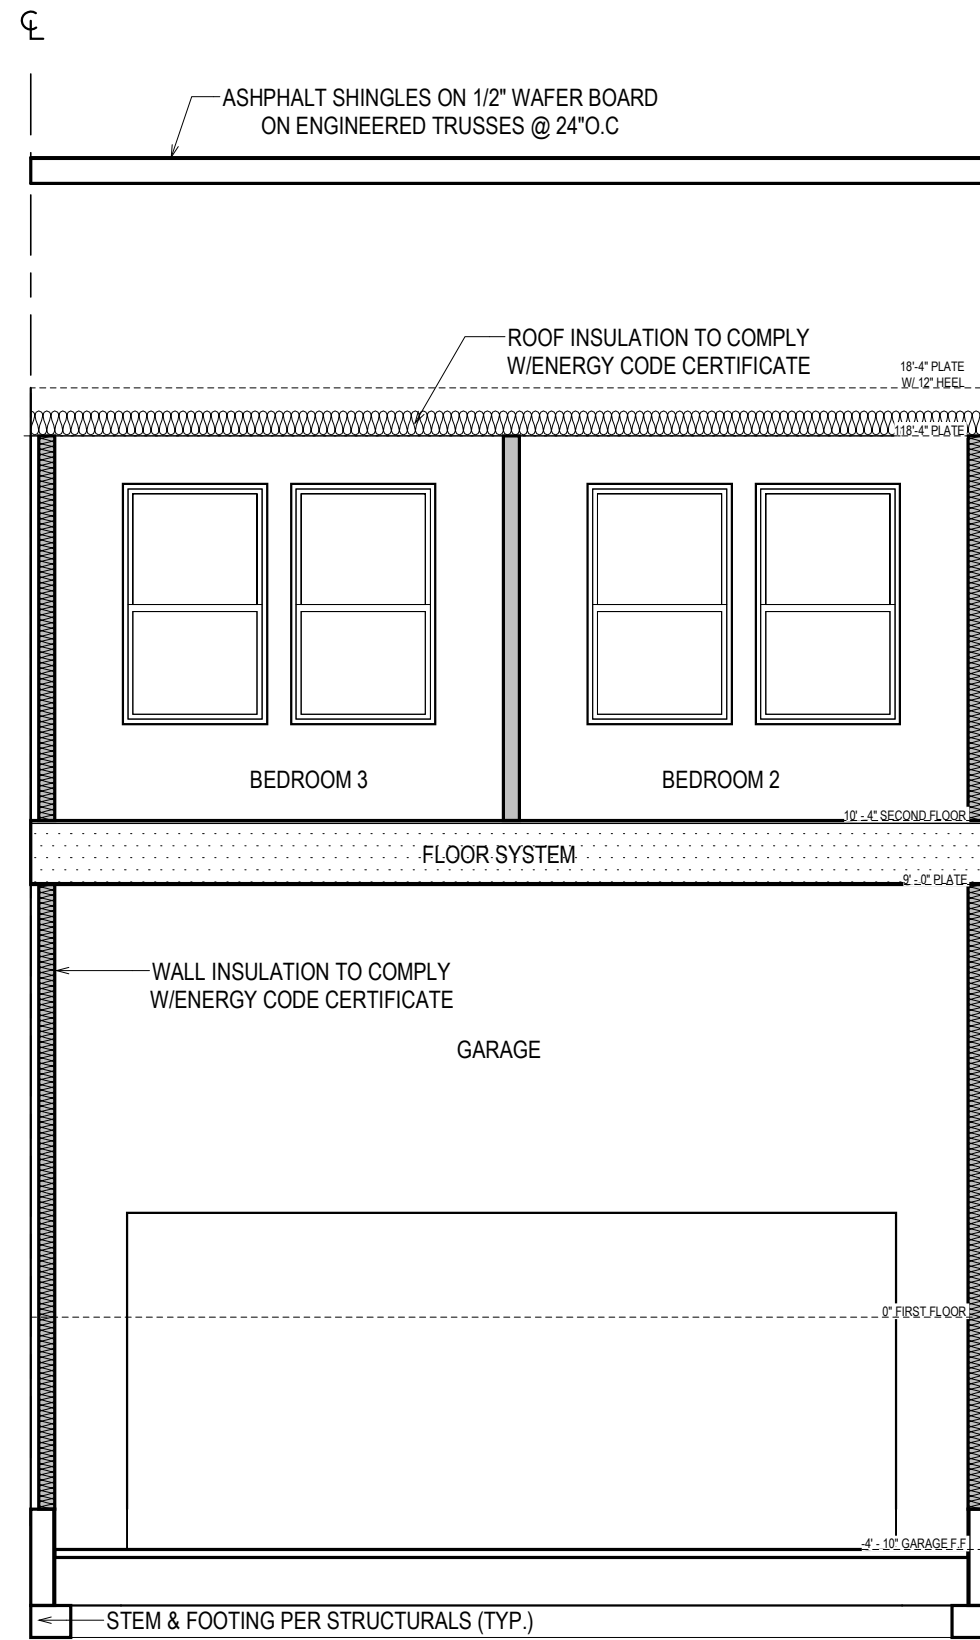 ℄
ASHPHALT SHINGLES ON 1/2" WAFER BOARD
ON ENGINEERED TRUSSES @ 24"O.C
ROOF INSULATION TO COMPLY
W/ENERGY CODE CERTIFICATE
18'-4" PLATE
W/ 12" HEEL
118'-4" PLATE
BEDROOM 3
BEDROOM 2
10' - 4" SECOND FLOOR
FLOOR SYSTEM
9' - 0" PLATE
WALL INSULATION TO COMPLY
W/ENERGY CODE CERTIFICATE
GARAGE
0" FIRST FLOOR
-4' - 10" GARAGE F.F
STEM & FOOTING PER STRUCTURALS (TYP.)